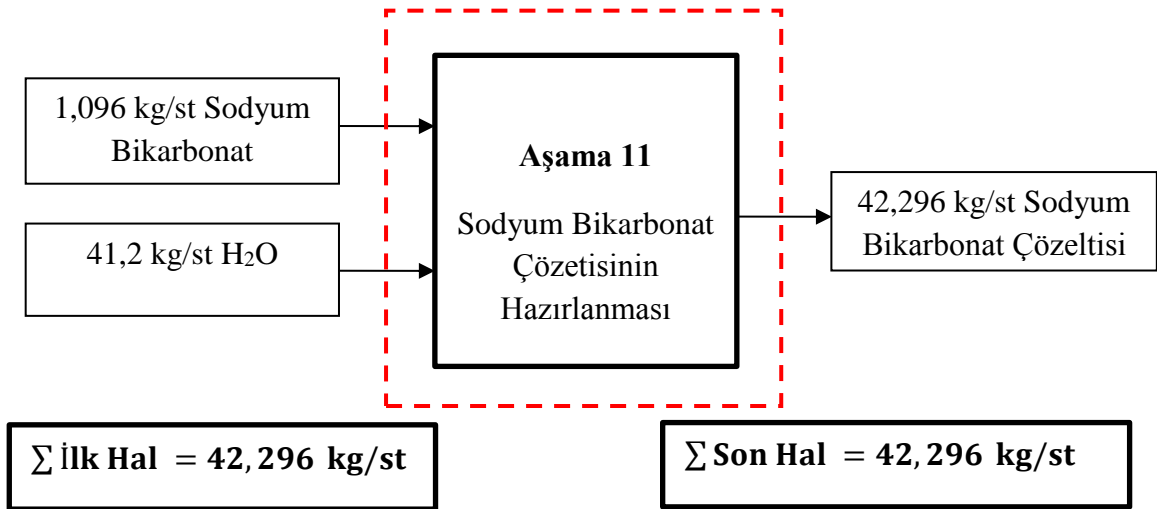 1,096 kg/st Sodyum
Bikarbonat
41,2 kg/st H₂O
Aşama 11
Sodyum Bikarbonat
Çözetisinin
Hazırlanması
42,296 kg/st Sodyum
Bikarbonat Çözeltisi
∑ İlk Hal = 42, 296 kg/st
∑ Son Hal = 42, 296 kg/st